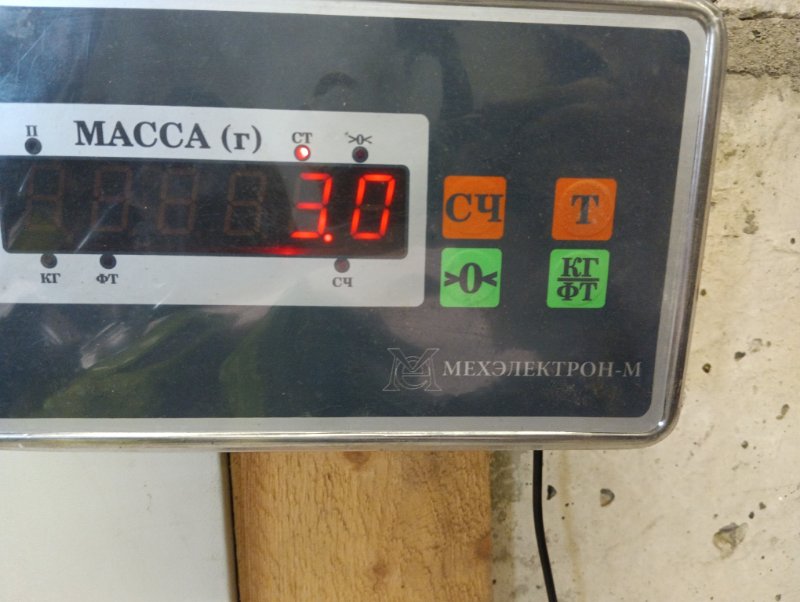 П МАССА (г) СТ >0<
3.0
КГ ФТ СЧ
СЧ Т
>0< КГ/ФТ
МЕХЭЛЕКТРОН-М